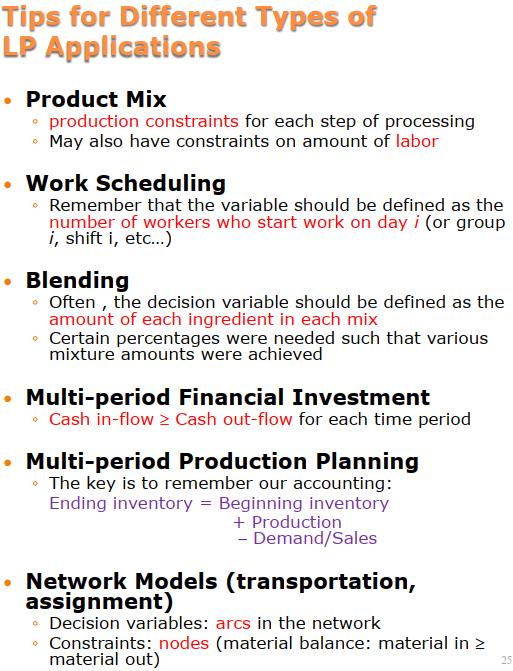 Tips for Different Types of
LP Applications
• Product Mix
◦ production constraints for each step of processing
◦ May also have constraints on amount of labor
• Work Scheduling
◦ Remember that the variable should be defined as the
number of workers who start work on day i (or group
i, shift i, etc…)
• Blending
◦ Often , the decision variable should be defined as the
amount of each ingredient in each mix
◦ Certain percentages were needed such that various
mixture amounts were achieved
• Multi-period Financial Investment
◦ Cash in-flow ≥ Cash out-flow for each time period
• Multi-period Production Planning
◦ The key is to remember our accounting:
Ending inventory = Beginning inventory
+ Production
– Demand/Sales
• Network Models (transportation,
assignment)
◦ Decision variables: arcs in the network
◦ Constraints: nodes (material balance: material in ≥
material out)
25